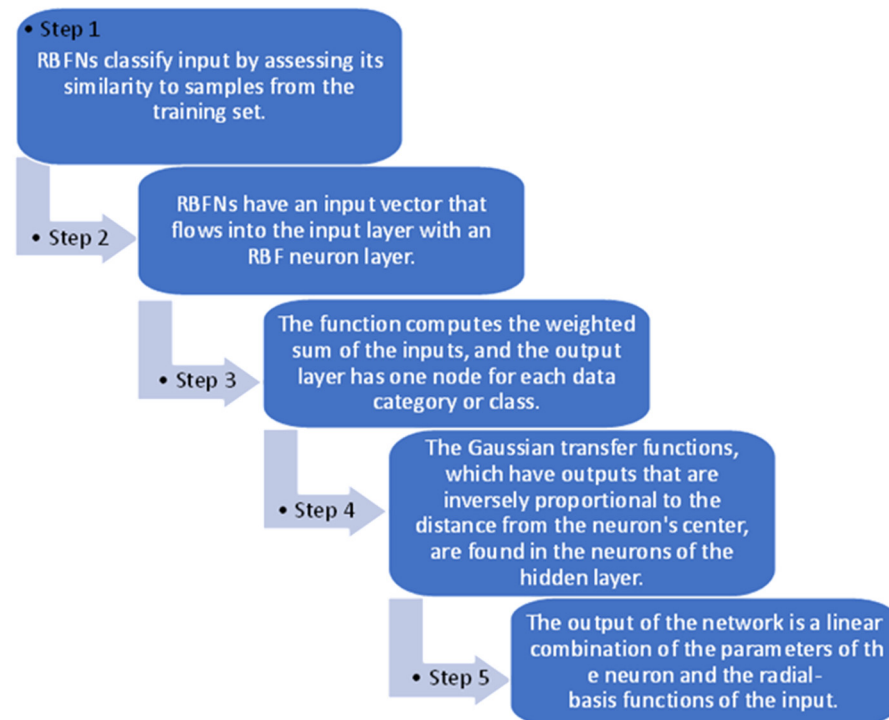 • Step 1
RBFNs classify input by assessing its
similarity to samples from the
training set.
• Step 2
RBFNs have an input vector that
flows into the input layer with an
RBF neuron layer.
• Step 3
The function computes the weighted
sum of the inputs, and the output
layer has one node for each data
category or class.
• Step 4
The Gaussian transfer functions,
which have outputs that are
inversely proportional to the
distance from the neuron's center,
are found in the neurons of the
hidden layer.
• Step 5
The output of the network is a linear
combination of the parameters of th
e neuron and the radial-
basis functions of the input.